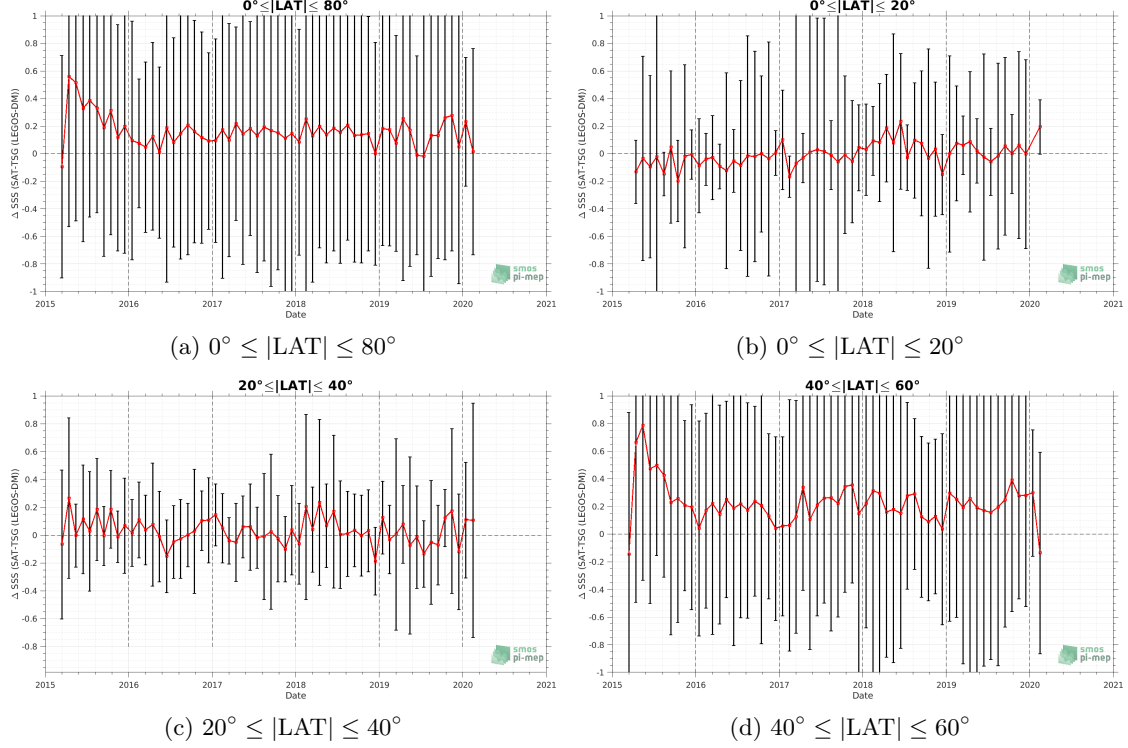 0°≤|LAT|≤ 80°
1
0.8
0.6
0.4
0.2
0
-0.2
-0.4
-0.6
-0.8
-1
Δ SSS (SAT-TSG (LEGOS-DM))
smos
pi-mep
2015 2016 2017 2018 2019 2020 2021
Date
(a) 0° ≤ |LAT| ≤ 80°
0°≤|LAT|≤ 20°
1
0.8
0.6
0.4
0.2
0
-0.2
-0.4
-0.6
-0.8
-1
Δ SSS (SAT-TSG (LEGOS-DM))
smos
pi-mep
2015 2016 2017 2018 2019 2020 2021
Date
(b) 0° ≤ |LAT| ≤ 20°
20°≤|LAT|≤ 40°
1
0.8
0.6
0.4
0.2
0
-0.2
-0.4
-0.6
-0.8
Δ SSS (SAT-TSG (LEGOS-DM))
smos
pi-mep
2015 2016 2017 2018 2019 2020 2021
Date
(c) 20° ≤ |LAT| ≤ 40°
40°≤|LAT|≤ 60°
1
0.8
0.6
0.4
0.2
0
-0.2
-0.4
-0.6
-0.8
-1
Δ SSS (SAT-TSG (LEGOS-DM))
smos
pi-mep
2015 2016 2017 2018 2019 2020 2021
Date
(d) 40° ≤ |LAT| ≤ 60°